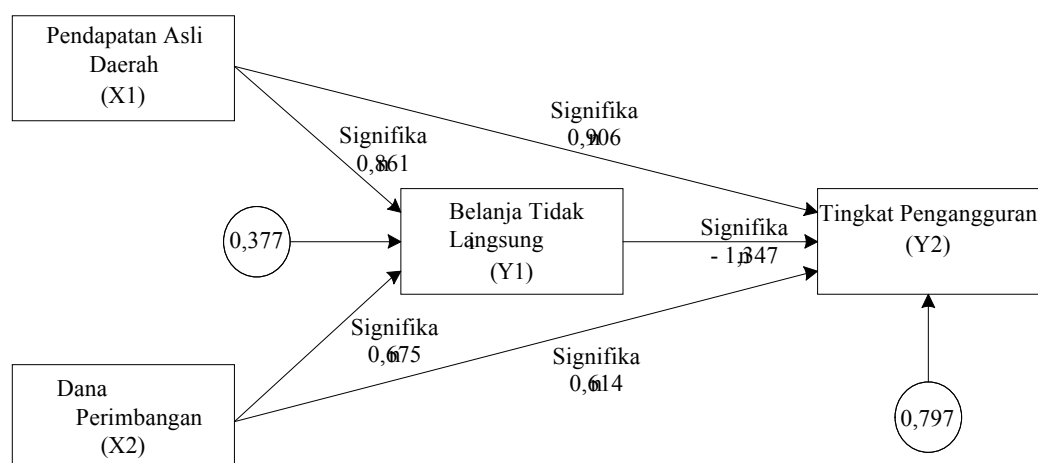 Pendapatan Asli
Daerah
(X1)
Signifika
0,906
Signifika
0,861
Belanja Tidak
Langsung
(Y1)
0,377
Signifika
- 1,347
Tingkat Pengangguran
(Y2)
Signifika
0,675
Signifika
0,614
Dana
Perimbangan
(X2)
0,797